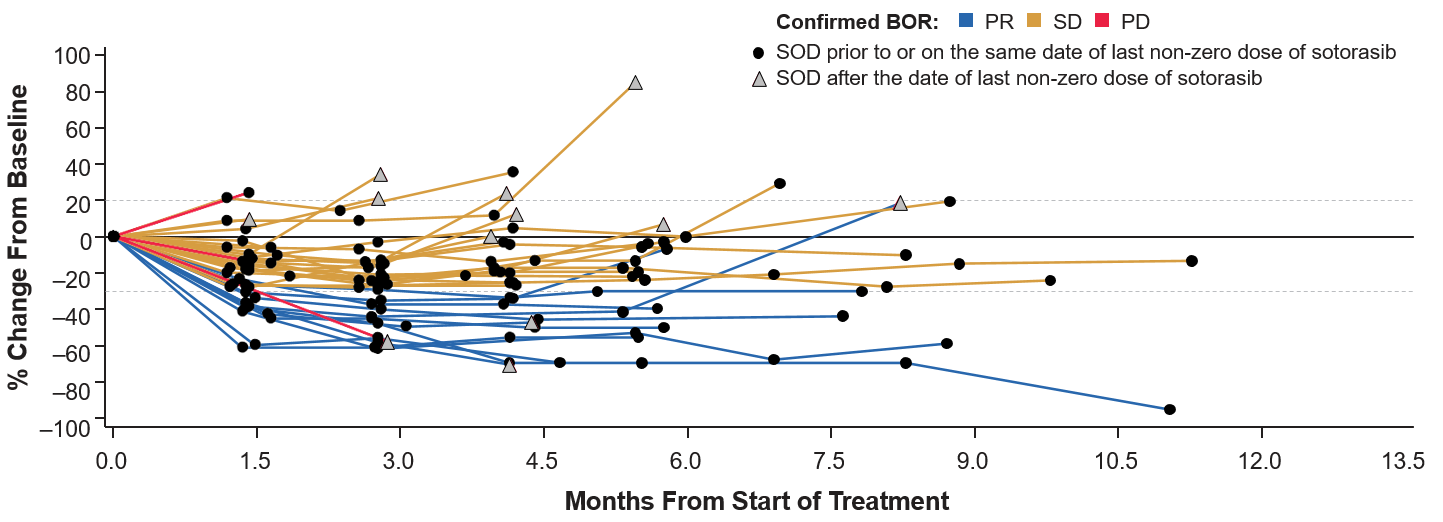 Confirmed BOR: PR SD PD
SOD prior to or on the same date of last non-zero dose of sotorasib
SOD after the date of last non-zero dose of sotorasib
% Change From Baseline
100
80
60
40
20
0
–20
–40
–60
–80
–100
0.0 1.5 3.0 4.5 6.0 7.5 9.0 10.5 12.0 13.5
Months From Start of Treatment